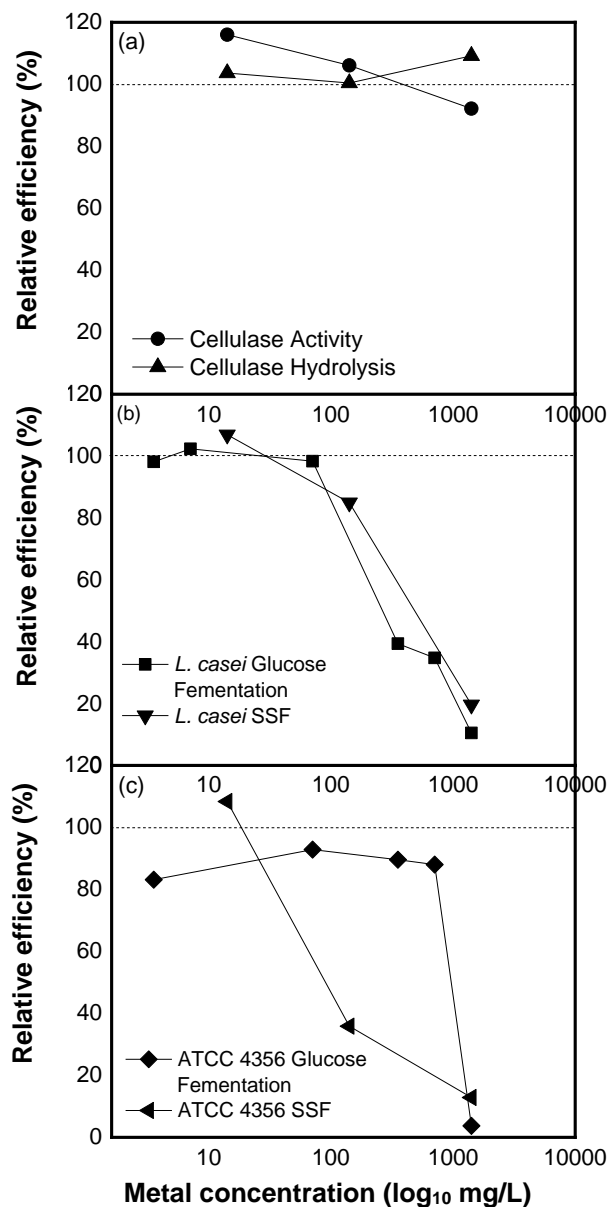 120
(a)
100
80
60
40
20
0
Relative efficiency (%)
Cellulase Activity
Cellulase Hydrolysis
10 100 1000 10000
120
(b)
100
80
60
40
20
0
Relative efficiency (%)
L. casei Glucose
Fementation
L. casei SSF
10 100 1000 10000
120
(c)
100
80
60
40
20
0
Relative efficiency (%)
ATCC 4356 Glucose
Fementation
ATCC 4356 SSF
10 100 1000 10000
Metal concentration (log₁₀ mg/L)